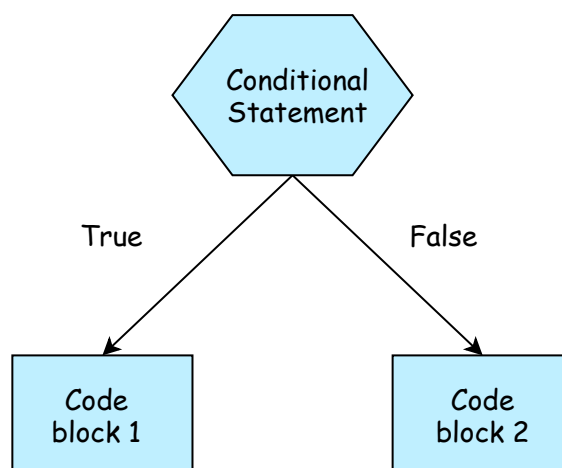 Conditional
Statement
True
False
Code
block 1
Code
block 2